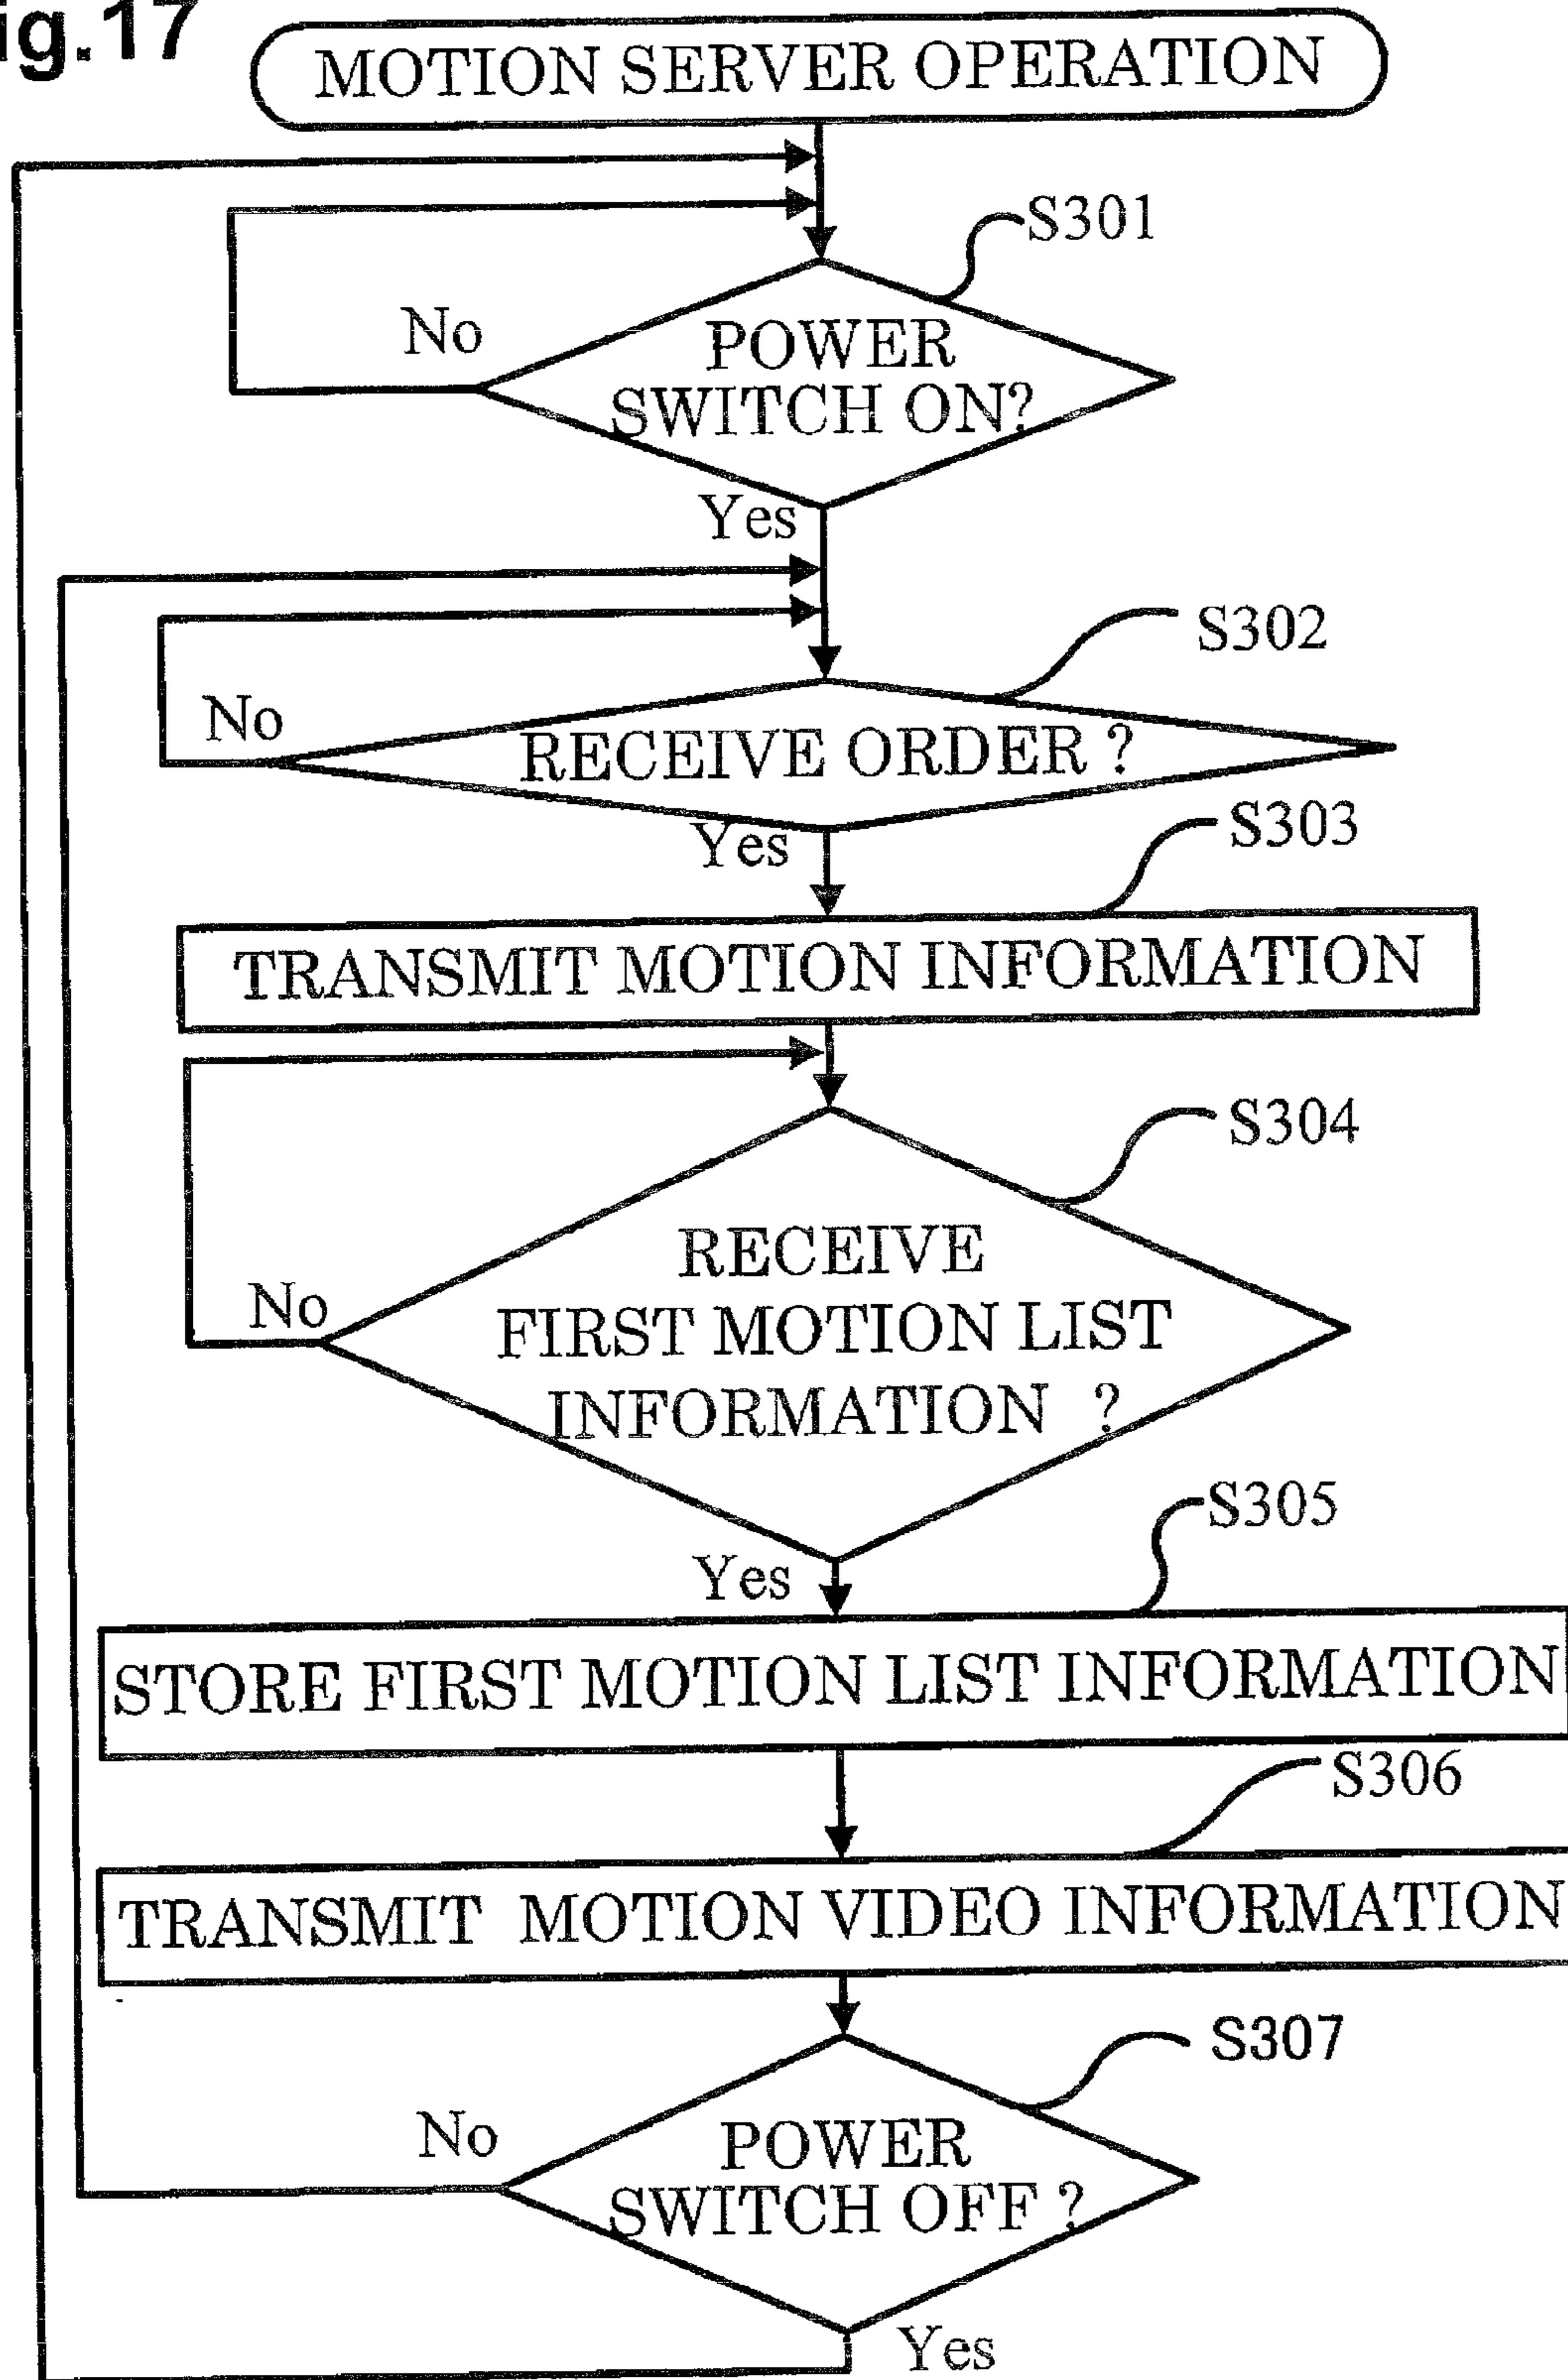 ig.17
MOTION SERVER OPERATION
S301
No
POWER
SWITCH ON?
Yes
S302
No
RECEIVE ORDER ?
Yes
S303
TRANSMIT MOTION INFORMATION
S304
RECEIVE
FIRST MOTION LIST
INFORMATION ?
No
S305
Yes
STORE FIRST MOTION LIST INFORMATION
S306
TRANSMIT MOTION VIDEO INFORMATION
S307
No
POWER
SWITCH OFF ?
Yes